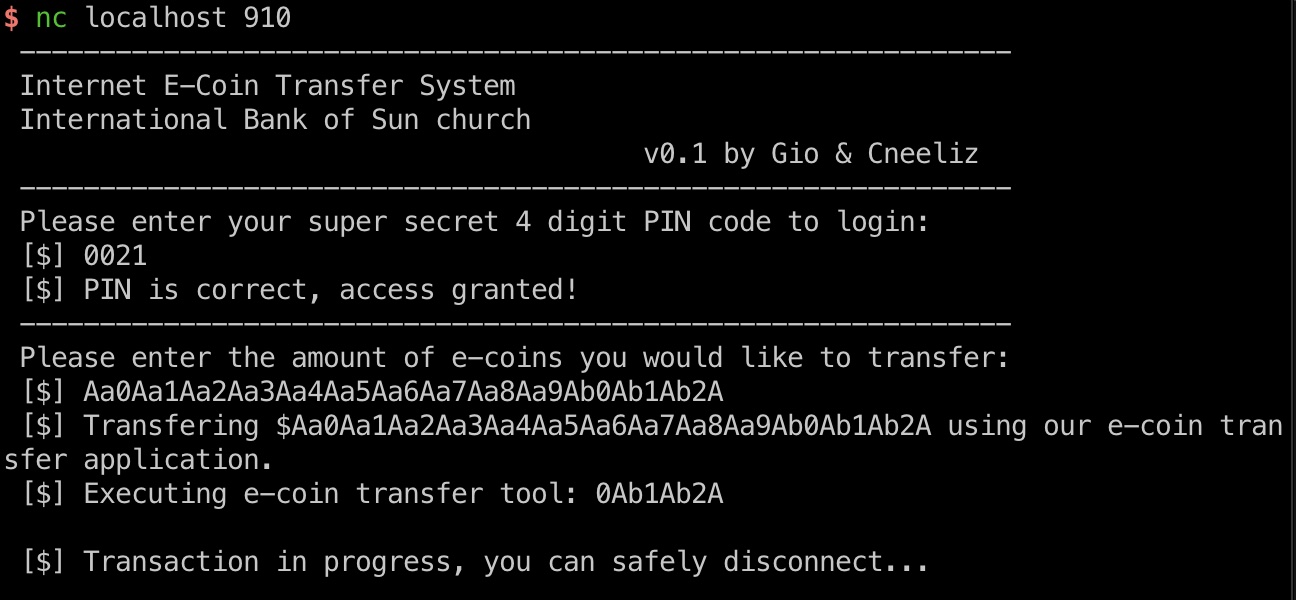 $ nc localhost 910
--------------------------------------------------------------
Internet E-Coin Transfer System
International Bank of Sun church
v0.1 by Gio & Cneeliz
--------------------------------------------------------------
Please enter your super secret 4 digit PIN code to login:
[$] 0021
[$] PIN is correct, access granted!
--------------------------------------------------------------
Please enter the amount of e-coins you would like to transfer:
[$] Aa0Aa1Aa2Aa3Aa4Aa5Aa6Aa7Aa8Aa9Ab0Ab1Ab2A
[$] Transfering $Aa0Aa1Aa2Aa3Aa4Aa5Aa6Aa7Aa8Aa9Ab0Ab1Ab2A using our e-coin tran
sfer application.
[$] Executing e-coin transfer tool: 0Ab1Ab2A
[$] Transaction in progress, you can safely disconnect...